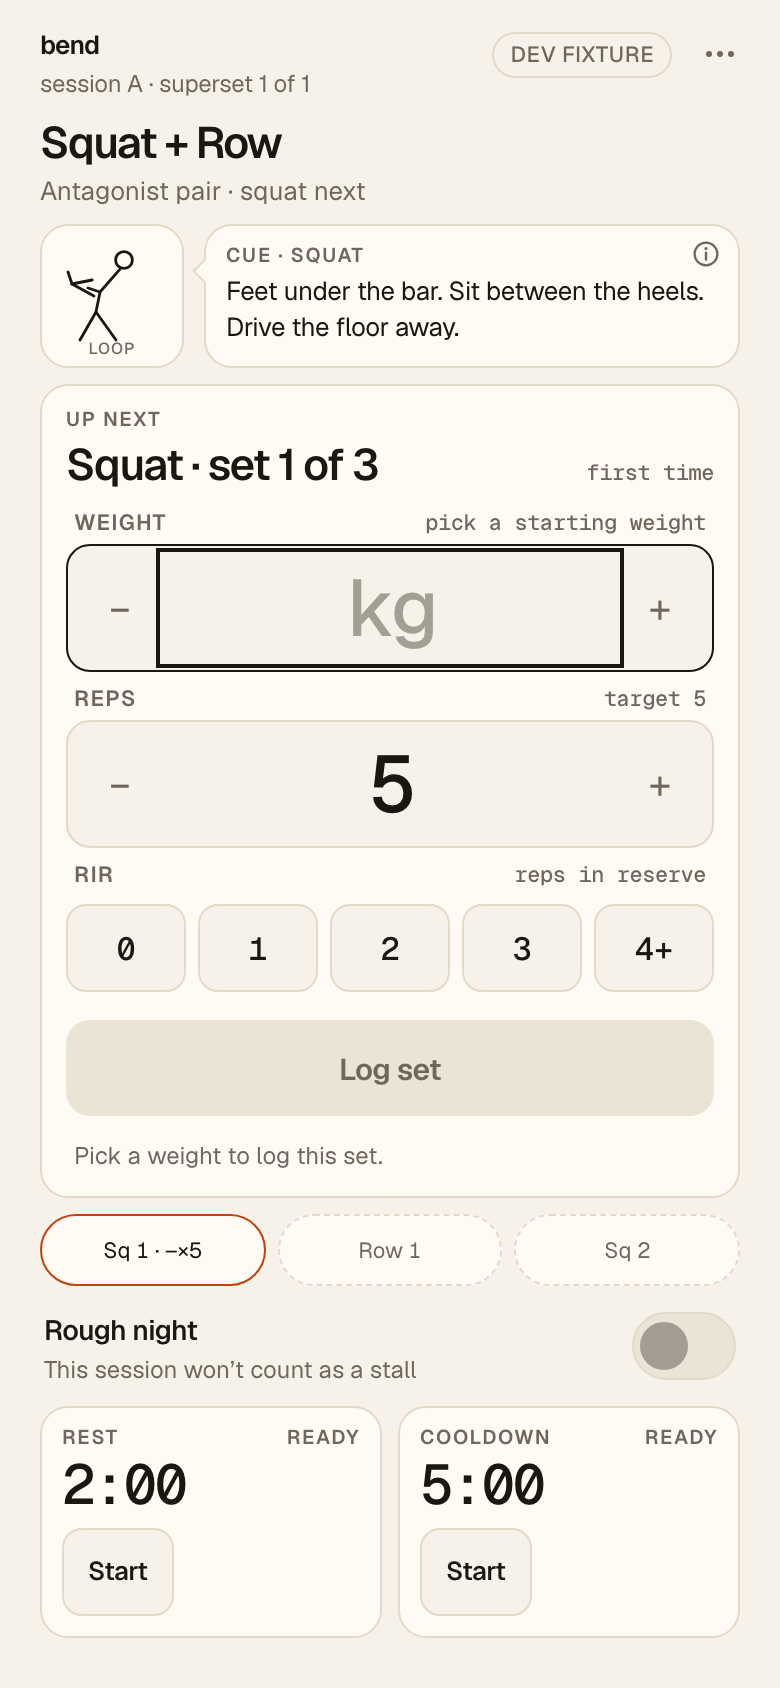 bend
DEV FIXTURE
session A · superset 1 of 1
Squat + Row
Antagonist pair · squat next
LOOP
CUE · SQUAT
Feet under the bar. Sit between the heels.
Drive the floor away.
UP NEXT
Squat · set 1 of 3
first time
WEIGHT
pick a starting weight
− kg +
REPS
target 5
− 5 +
RIR
reps in reserve
0 1 2 3 4+
Log set
Pick a weight to log this set.
Sq 1 · –×5
Row 1
Sq 2
Rough night
This session won’t count as a stall
REST READY
2:00
Start
COOLDOWN READY
5:00
Start